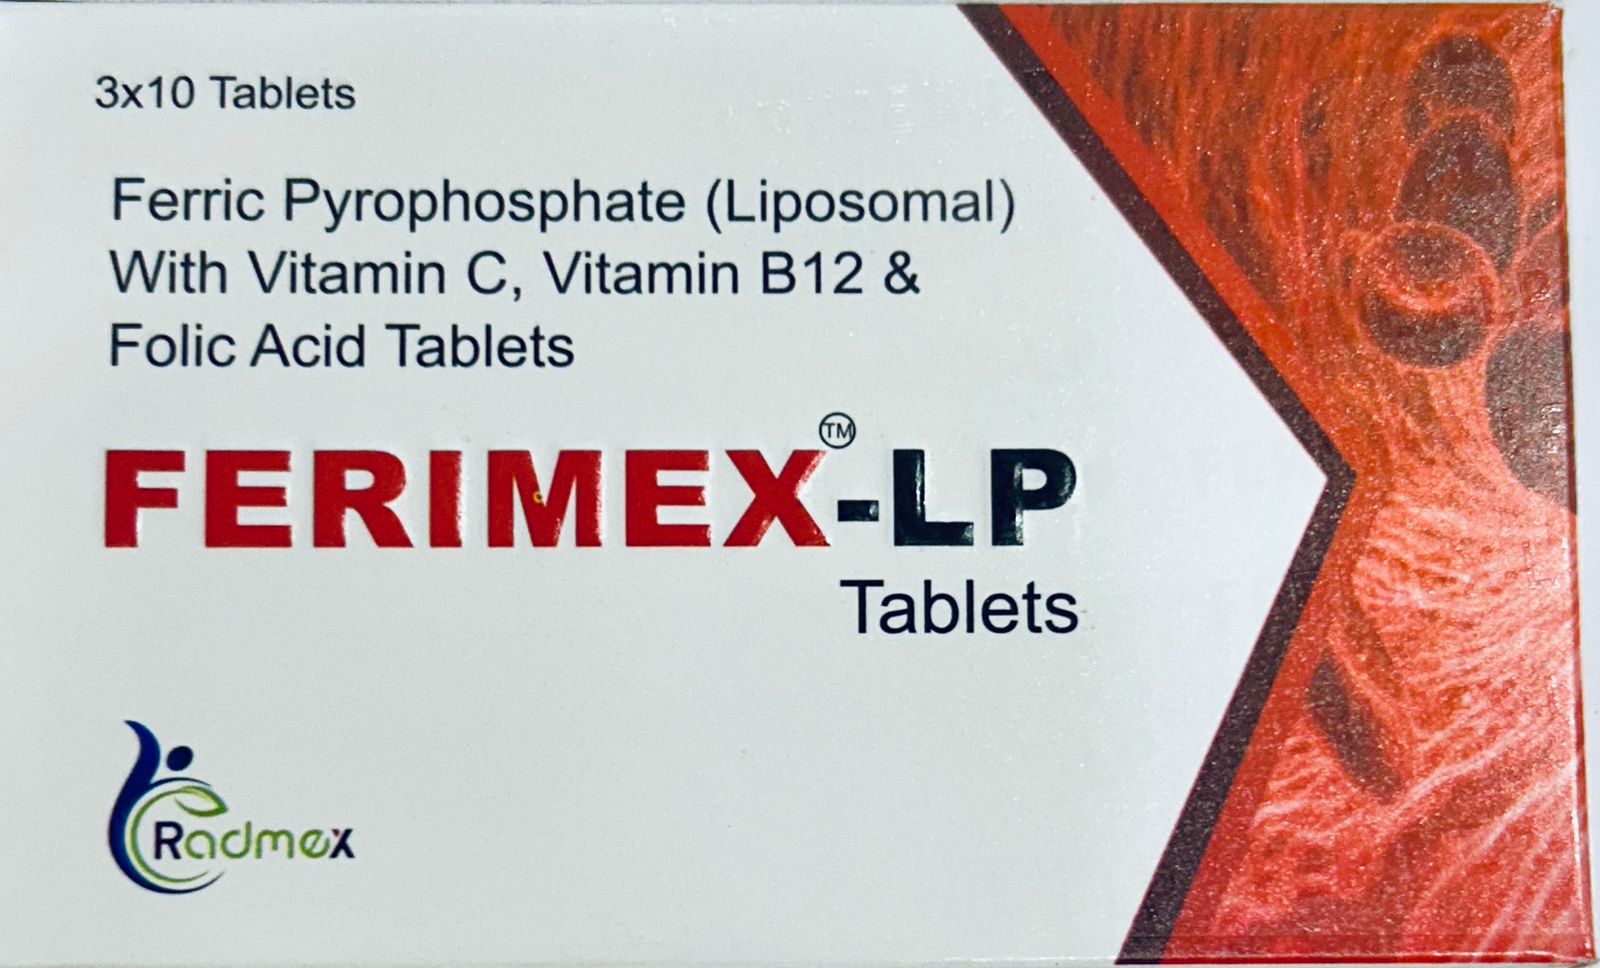 3x10 Tablets
Ferric Pyrophosphate (Liposomal)
With Vitamin C, Vitamin B12 &
Folic Acid Tablets
FERIMEX™-LP
Tablets
Radmex